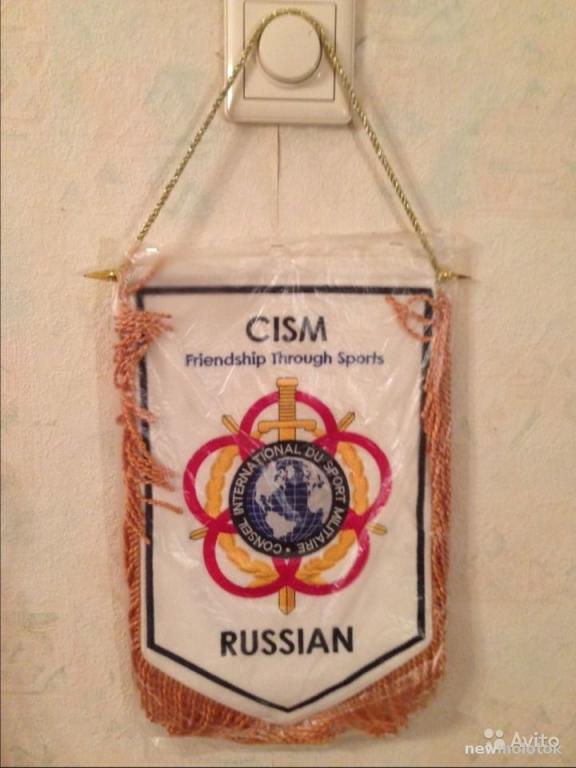 CISM
Friendship Through Sports
CONSEIL INTERNATIONAL DU SPORT MILITAIRE •
RUSSIAN
Avito
newmolotok